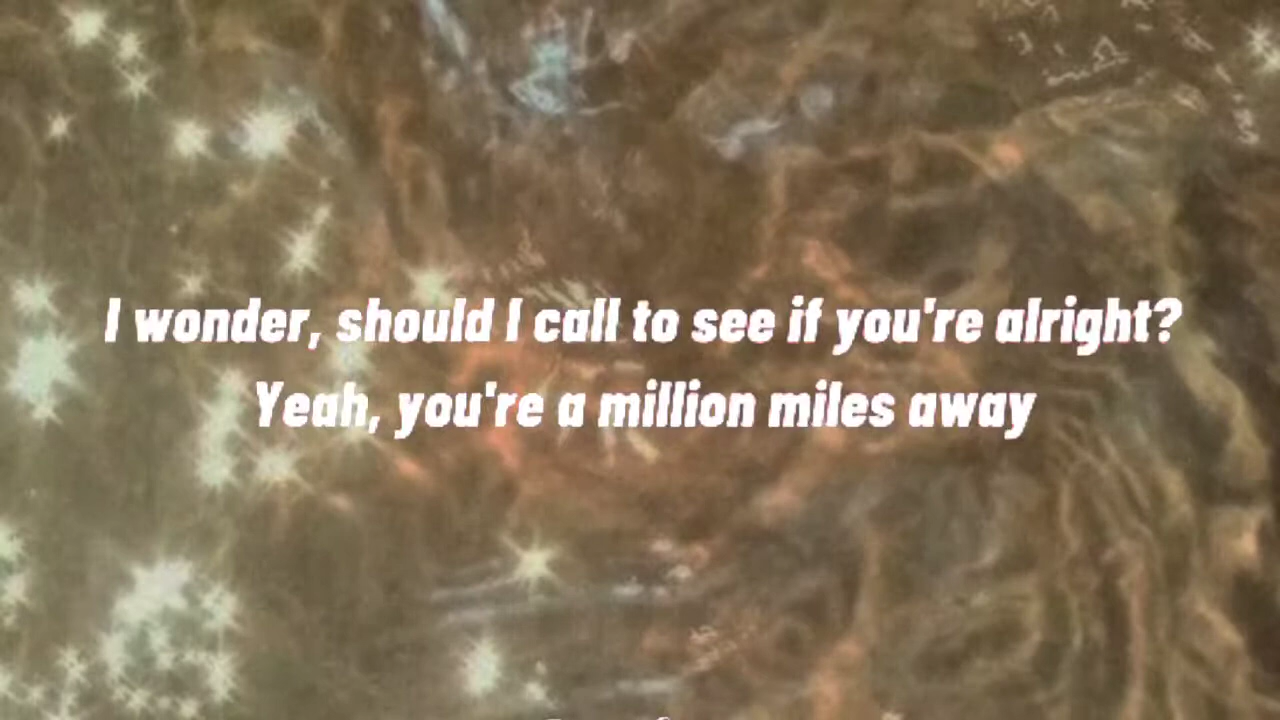 I wonder, should I call to see if you're alright?
Yeah, you're a million miles away